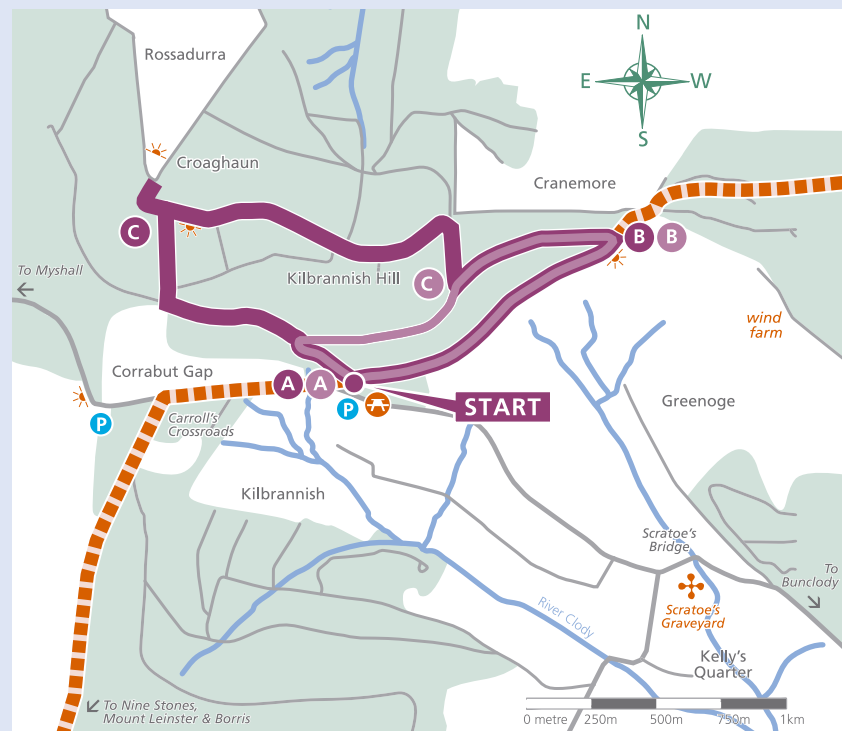 Rossadurra
N
E
W
S
Croaghaun
Cranemore
C
B
B
To Myshall
Kilbrannish Hill
C
wind
farm
Corrabut Gap
A
A
START
P
P
Carroll's
Crossroads
Greenoge
Kilbrannish
Scratoe's
Bridge
To
Bunclody
River Clody
Scratoe's
Graveyard
Kelly's
Quarter
To Nine Stones,
Mount Leinster & Borris
0 metre 250m 500m 750m 1km